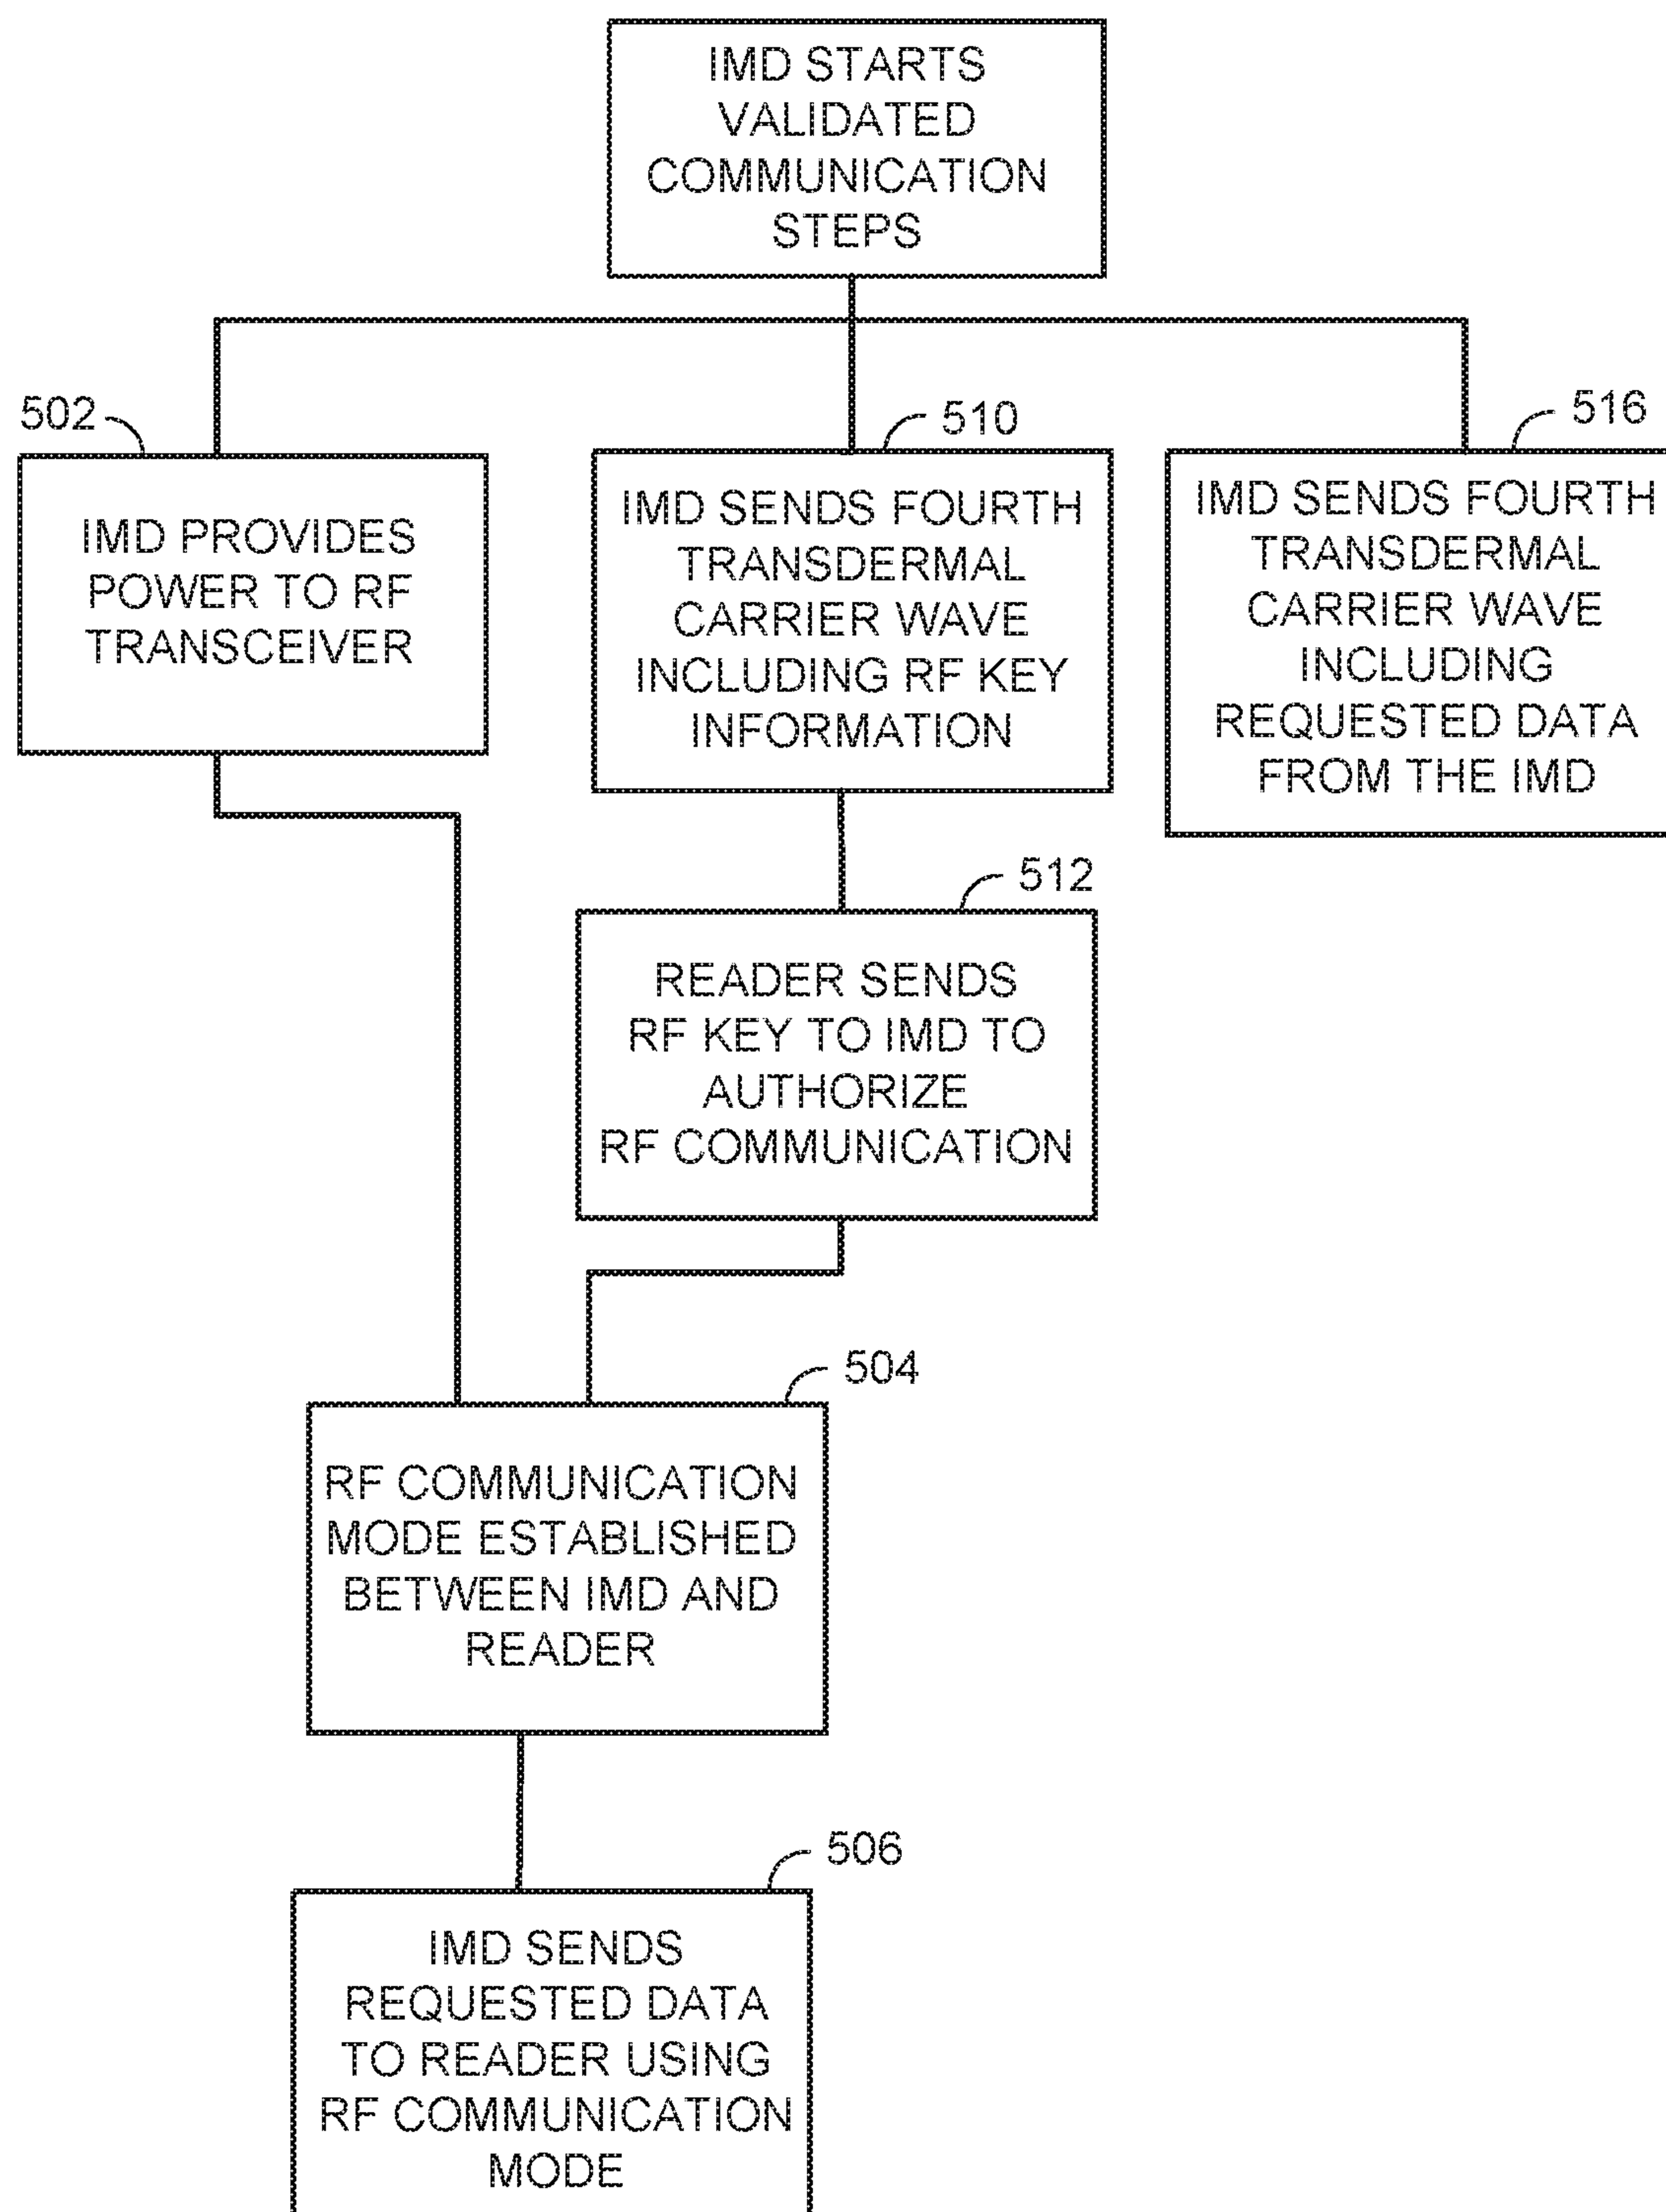 IMD STARTS
VALIDATED
COMMUNICATION
STEPS
502
IMD PROVIDES
POWER TO RF
TRANSCEIVER
510
IMD SENDS FOURTH
TRANSDERMAL
CARRIER WAVE
INCLUDING RF KEY
INFORMATION
516
IMD SENDS FOURTH
TRANSDERMAL
CARRIER WAVE
INCLUDING
REQUESTED DATA
FROM THE IMD
512
READER SENDS
RF KEY TO IMD TO
AUTHORIZE
RF COMMUNICATION
504
RF COMMUNICATION
MODE ESTABLISHED
BETWEEN IMD AND
READER
506
IMD SENDS
REQUESTED DATA
TO READER USING
RF COMMUNICATION
MODE